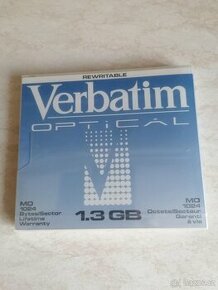 REWRITABLE
Verbatim
OPTICAL
1.3 GB
MO
1024
Bytes/Sector
Lifetime
Warranty
MO
1024
Octets/Secteur
Garanti
à vie